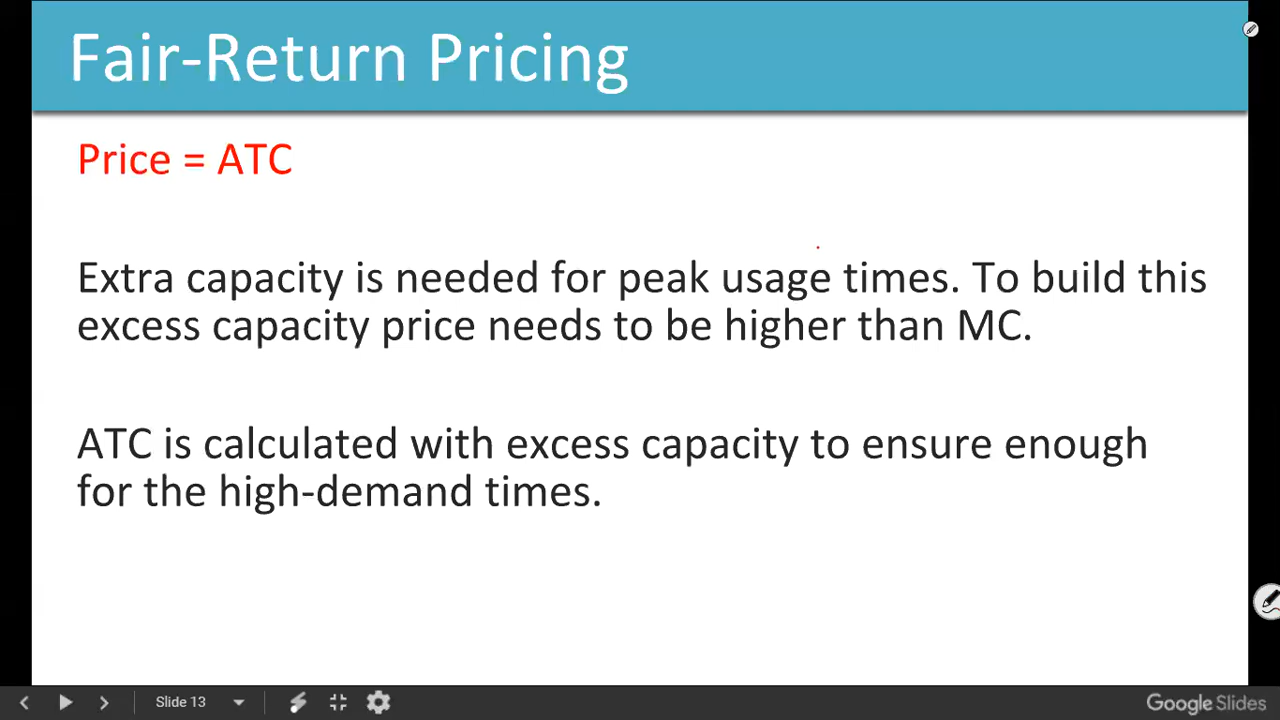 Fair-Return Pricing
Price = ATC
Extra capacity is needed for peak usage times. To build this
excess capacity price needs to be higher than MC.
ATC is calculated with excess capacity to ensure enough
for the high-demand times.
Slide 13
Google Slides